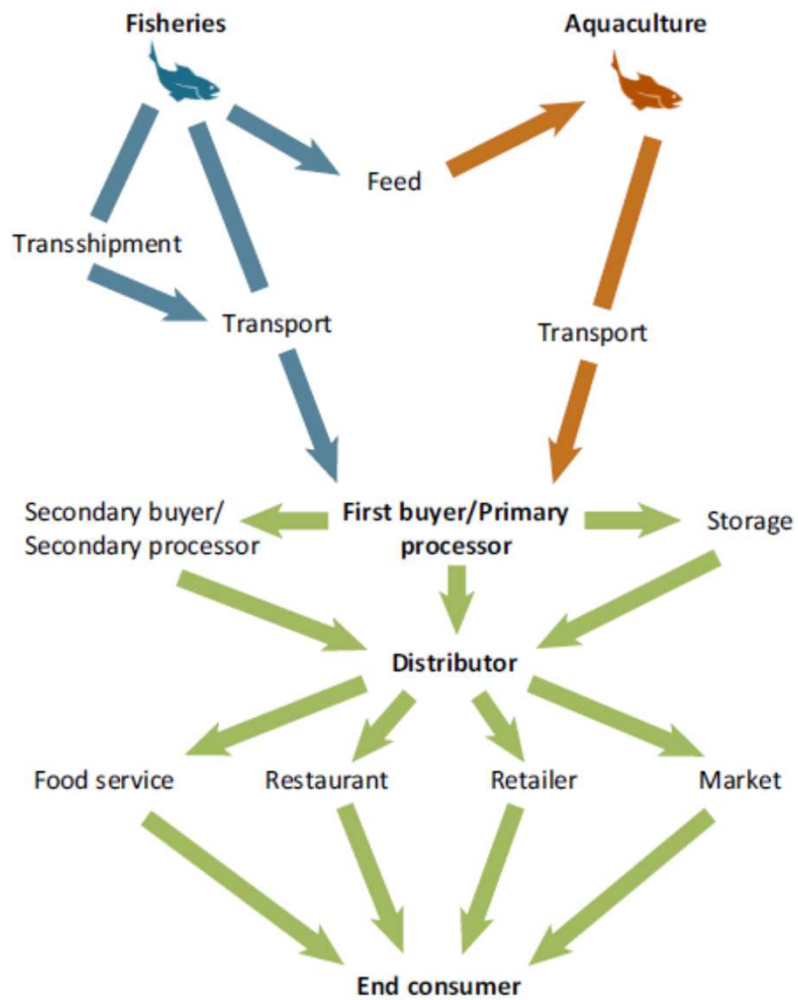 Fisheries
Aquaculture
Feed
Transshipment
Transport
Transport
Secondary buyer/
Secondary processor
First buyer/Primary
processor
Storage
Distributor
Food service
Restaurant
Retailer
Market
End consumer